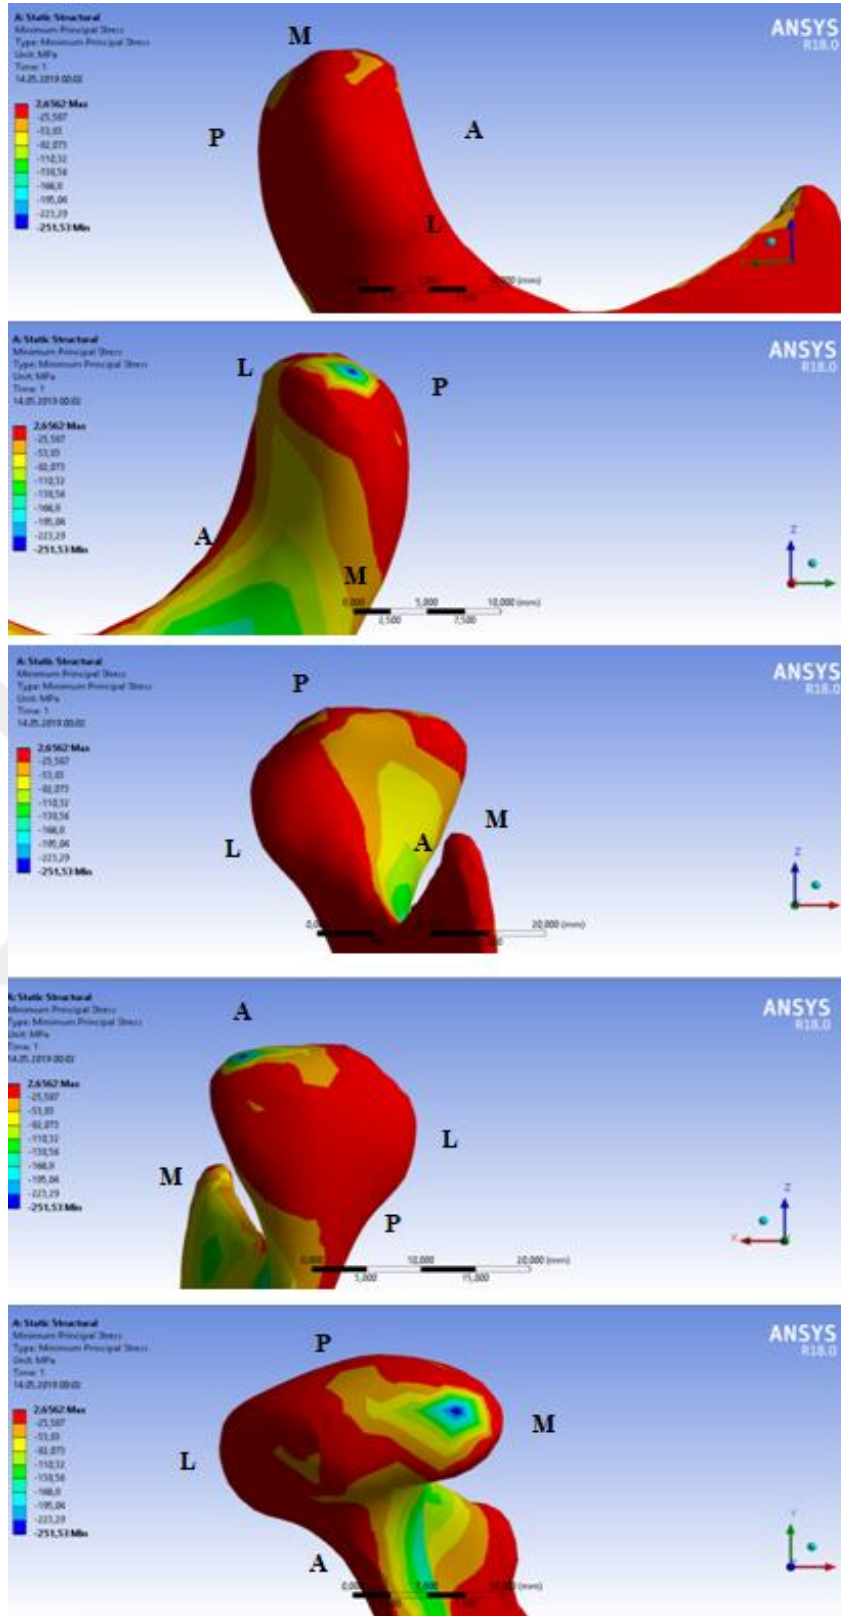 A: Static Structural
Minimum Principal Stress
Type: Minimum Principal Stress
Unit: MPa
Time: 1
14.05.2019 00:02
2,6562 Max
-25,587
-53,83
-82,073
-110,32
-138,56
-166,8
-195,04
-223,29
-251,53 Min
M
P
A
L
ANSYS
R18.0
(mm)
A: Static Structural
Minimum Principal Stress
Type: Minimum Principal Stress
Unit: MPa
Time: 1
14.05.2019 00:02
2,6562 Max
-25,587
-53,83
-82,073
-110,32
-138,56
-166,8
-195,04
-223,29
-251,53 Min
L
P
A
M
ANSYS
R18.0
Z
0,000 5,000 10,000 (mm)
2,500 7,500
A: Static Structural
Minimum Principal Stress
Type: Minimum Principal Stress
Unit: MPa
Time: 1
14.05.2019 00:02
2,6562 Max
-25,587
-53,83
-82,073
-110,32
-138,56
-166,8
-195,04
-223,29
-251,53 Min
P
L
A
M
ANSYS
R18.0
Z
20,000 (mm)
A: Static Structural
Minimum Principal Stress
Type: Minimum Principal Stress
Unit: MPa
Time: 1
14.05.2019 00:02
2,6562 Max
-25,587
-53,83
-82,073
-110,32
-138,56
-166,8
-195,04
-223,29
-251,53 Min
A
M
L
P
ANSYS
R18.0
Z
X
0,000 10,000 20,000 (mm)
5,000 15,000
A: Static Structural
Minimum Principal Stress
Type: Minimum Principal Stress
Unit: MPa
Time: 1
14.05.2019 00:02
2,6562 Max
-25,587
-53,83
-82,073
-110,32
-138,56
-166,8
-195,04
-223,29
-251,53 Min
P
L
M
A
ANSYS
R18.0
Y
0,000 5,000 (mm)